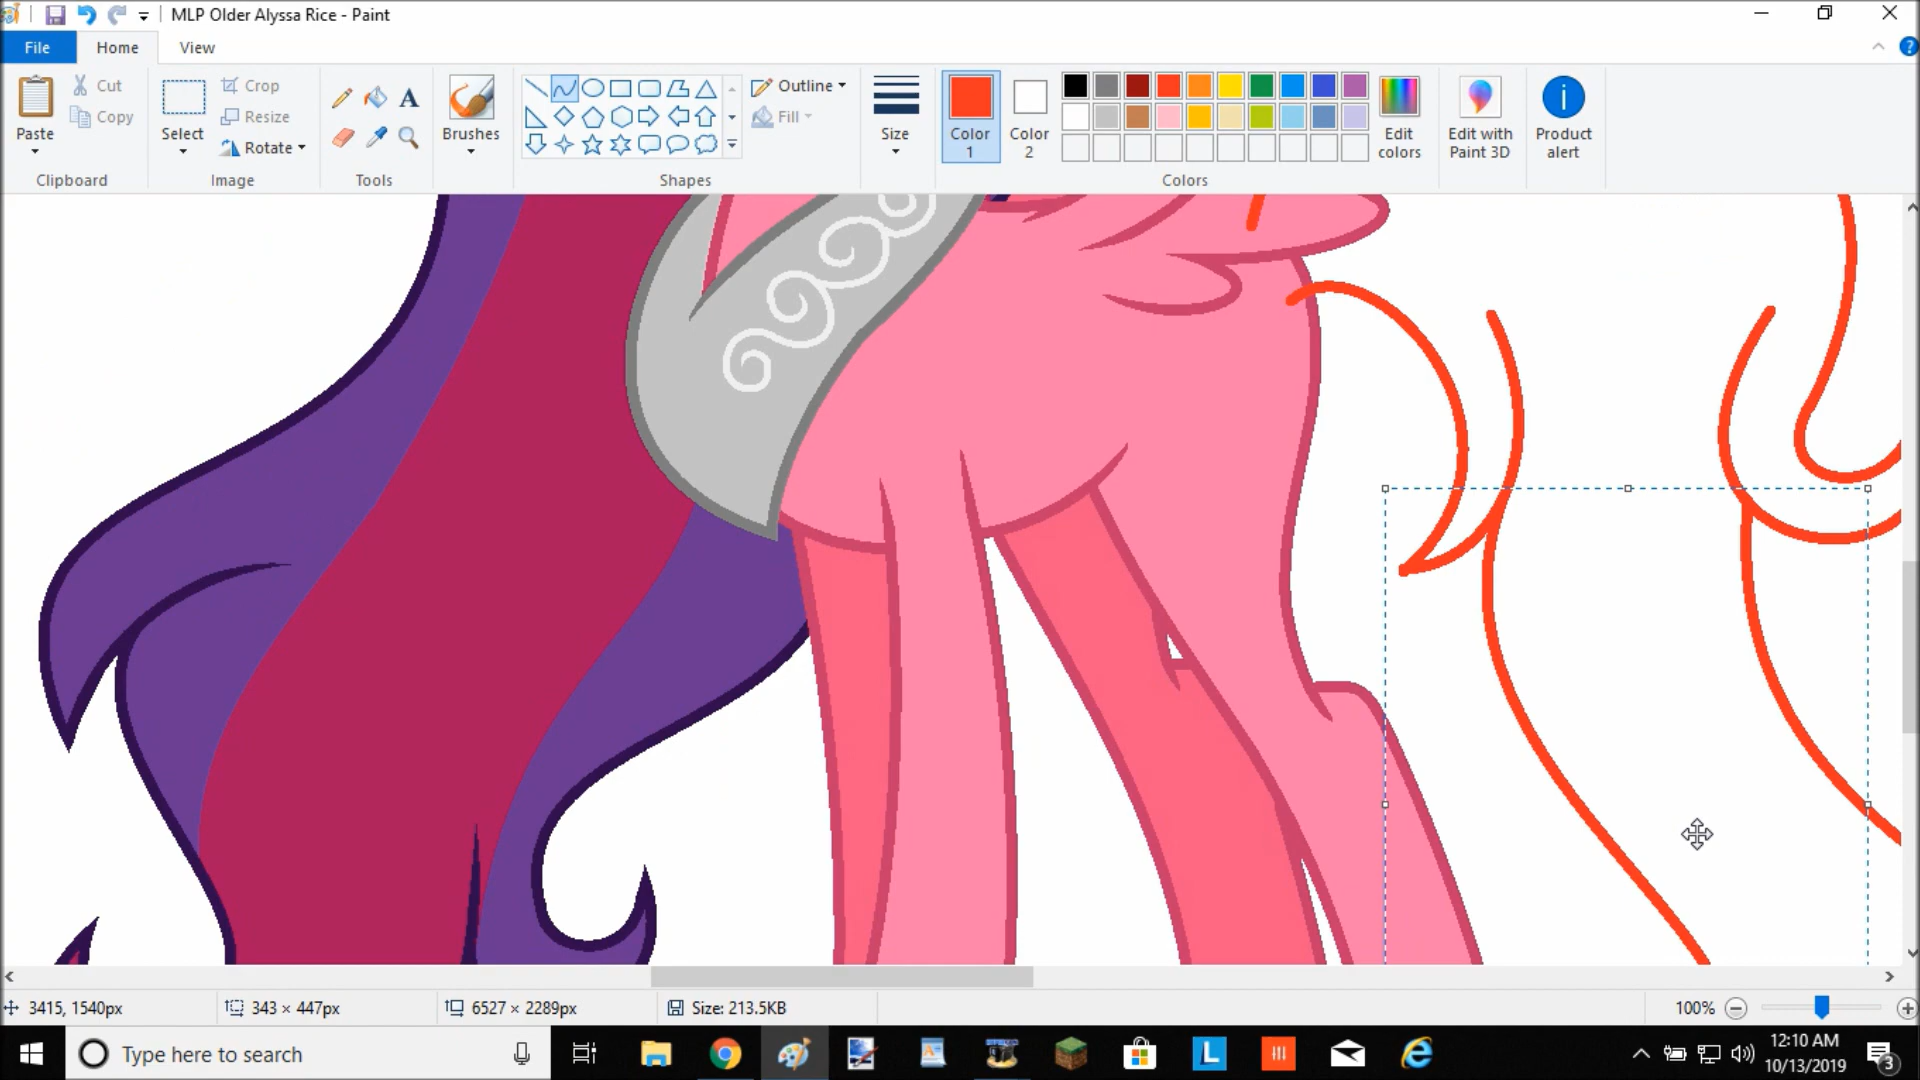 MLP Older Alyssa Rice - Paint
File
Home
View
Paste
Cut
Copy
Clipboard
Select
Crop
Resize
Rotate
Image
A
Tools
Brushes
Outline
Fill
Shapes
Size
Color
1
Color
2
Edit
colors
Colors
Edit with
Paint 3D
Product
alert
3415, 1540px
343 × 447px
6527 × 2289px
Size: 213.5KB
100%
Type here to search
12:10 AM
10/13/2019
3